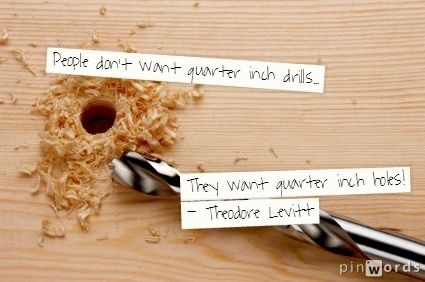 People don't want quarter inch drills...
They want quarter inch holes!
- Theodore Levitt
pinwords